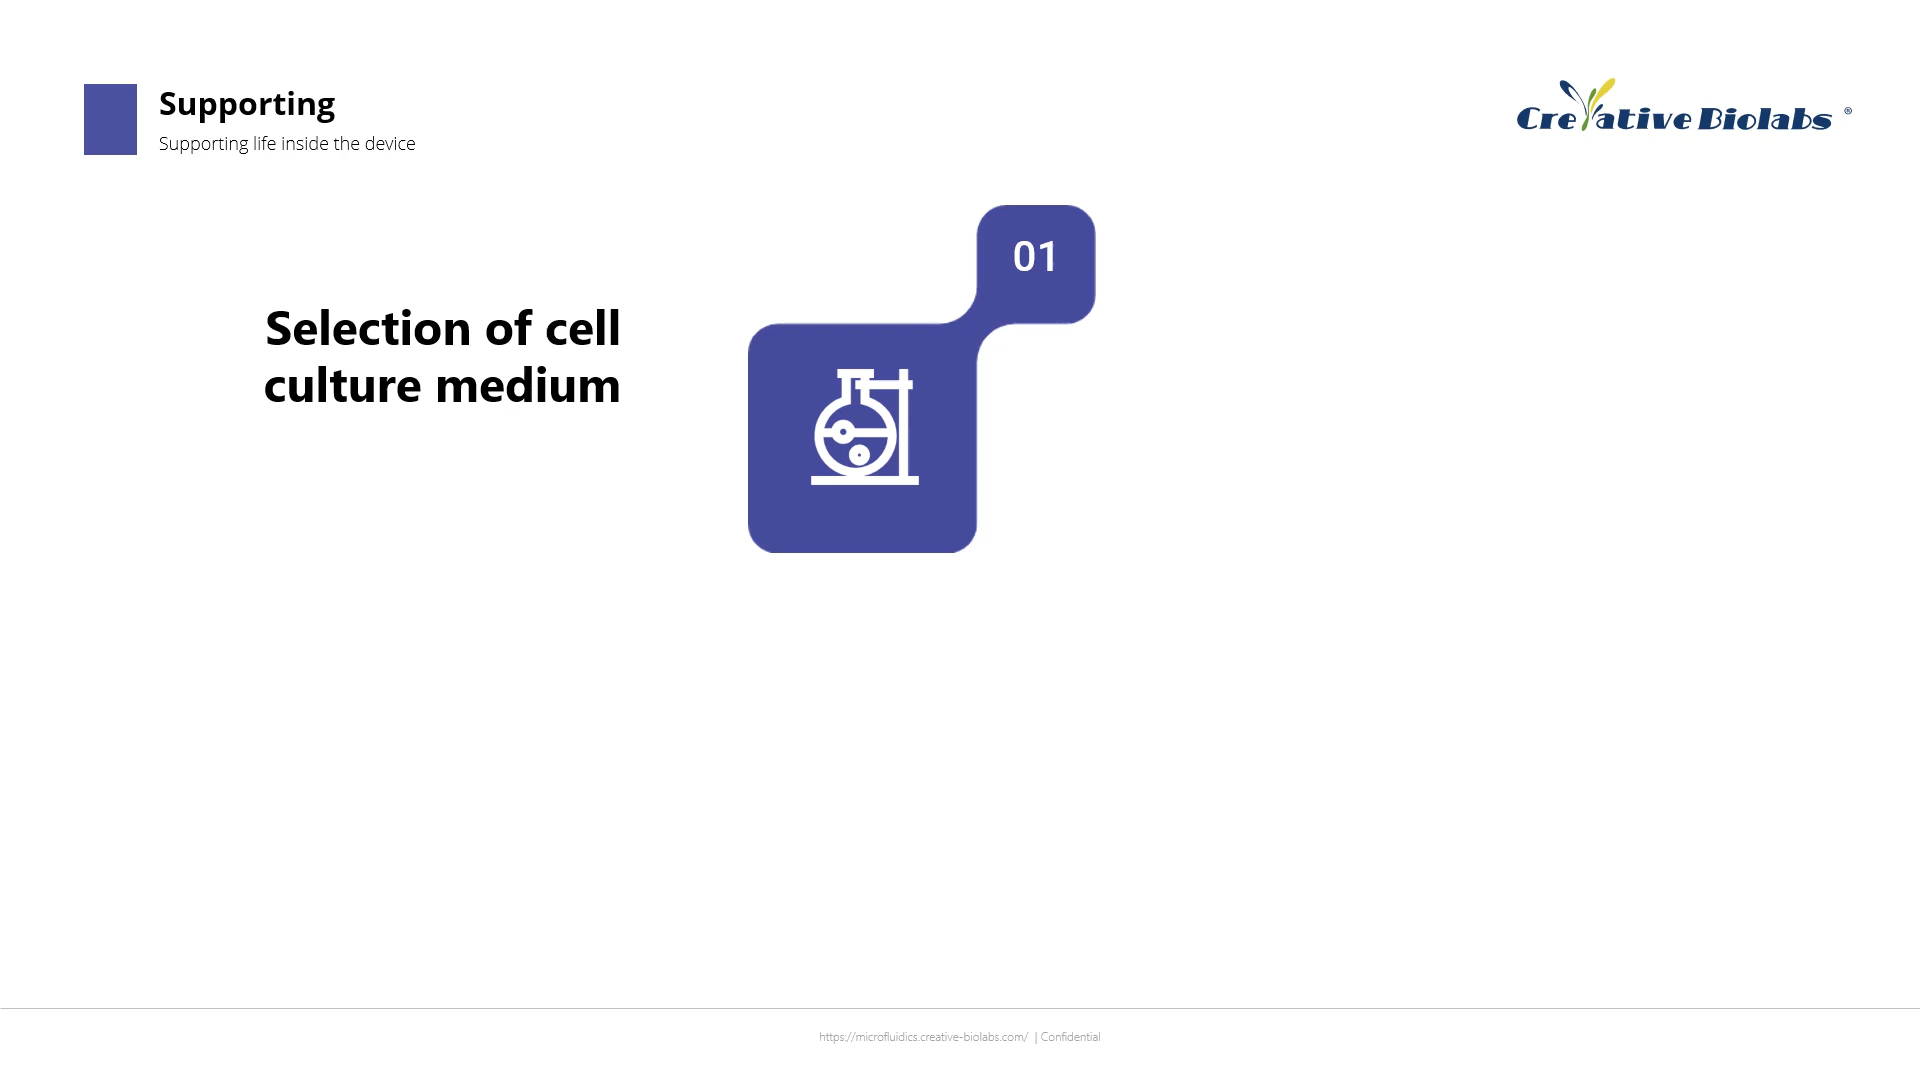 Supporting
Supporting life inside the device
Creative Biolabs ®
01
Selection of cell
culture medium
https://microfluidics.creative-biolabs.com/ | Confidential